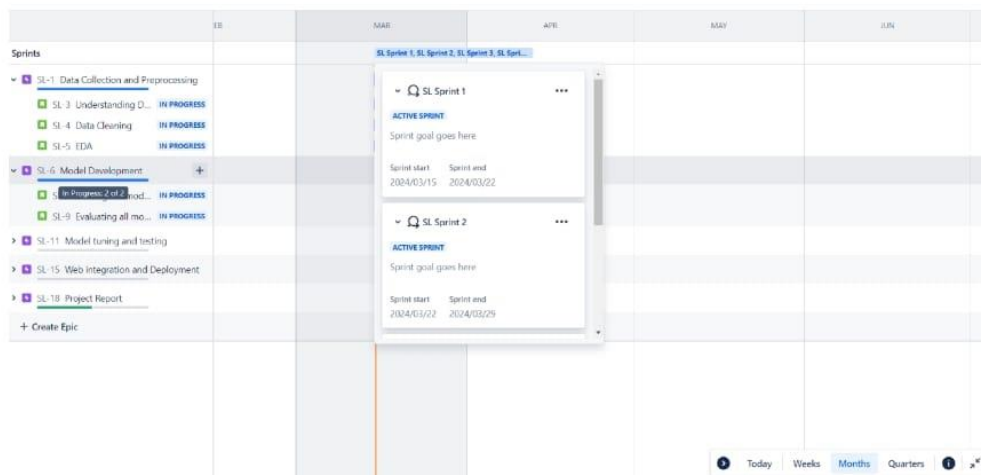 EB MAR APR MAY JUN
Sprints
SL Sprint 1, SL Sprint 2, SL Sprint 3, SL Spri...
SL-1 Data Collection and Preprocessing
SL-3 Understanding D... IN PROGRESS
SL-4 Data Cleaning IN PROGRESS
SL-5 EDA IN PROGRESS
SL-6 Model Development +
In Progress: 2 of 2
mod... IN PROGRESS
SL-9 Evaluating all mo... IN PROGRESS
SL-11 Model tuning and testing
SL-15 Web integration and Deployment
SL-18 Project Report
+ Create Epic
SL Sprint 1
ACTIVE SPRINT
Sprint goal goes here
Sprint start Sprint end
2024/03/15 2024/03/22
SL Sprint 2
ACTIVE SPRINT
Sprint goal goes here
Sprint start Sprint end
2024/03/22 2024/03/29
Today Weeks Months Quarters